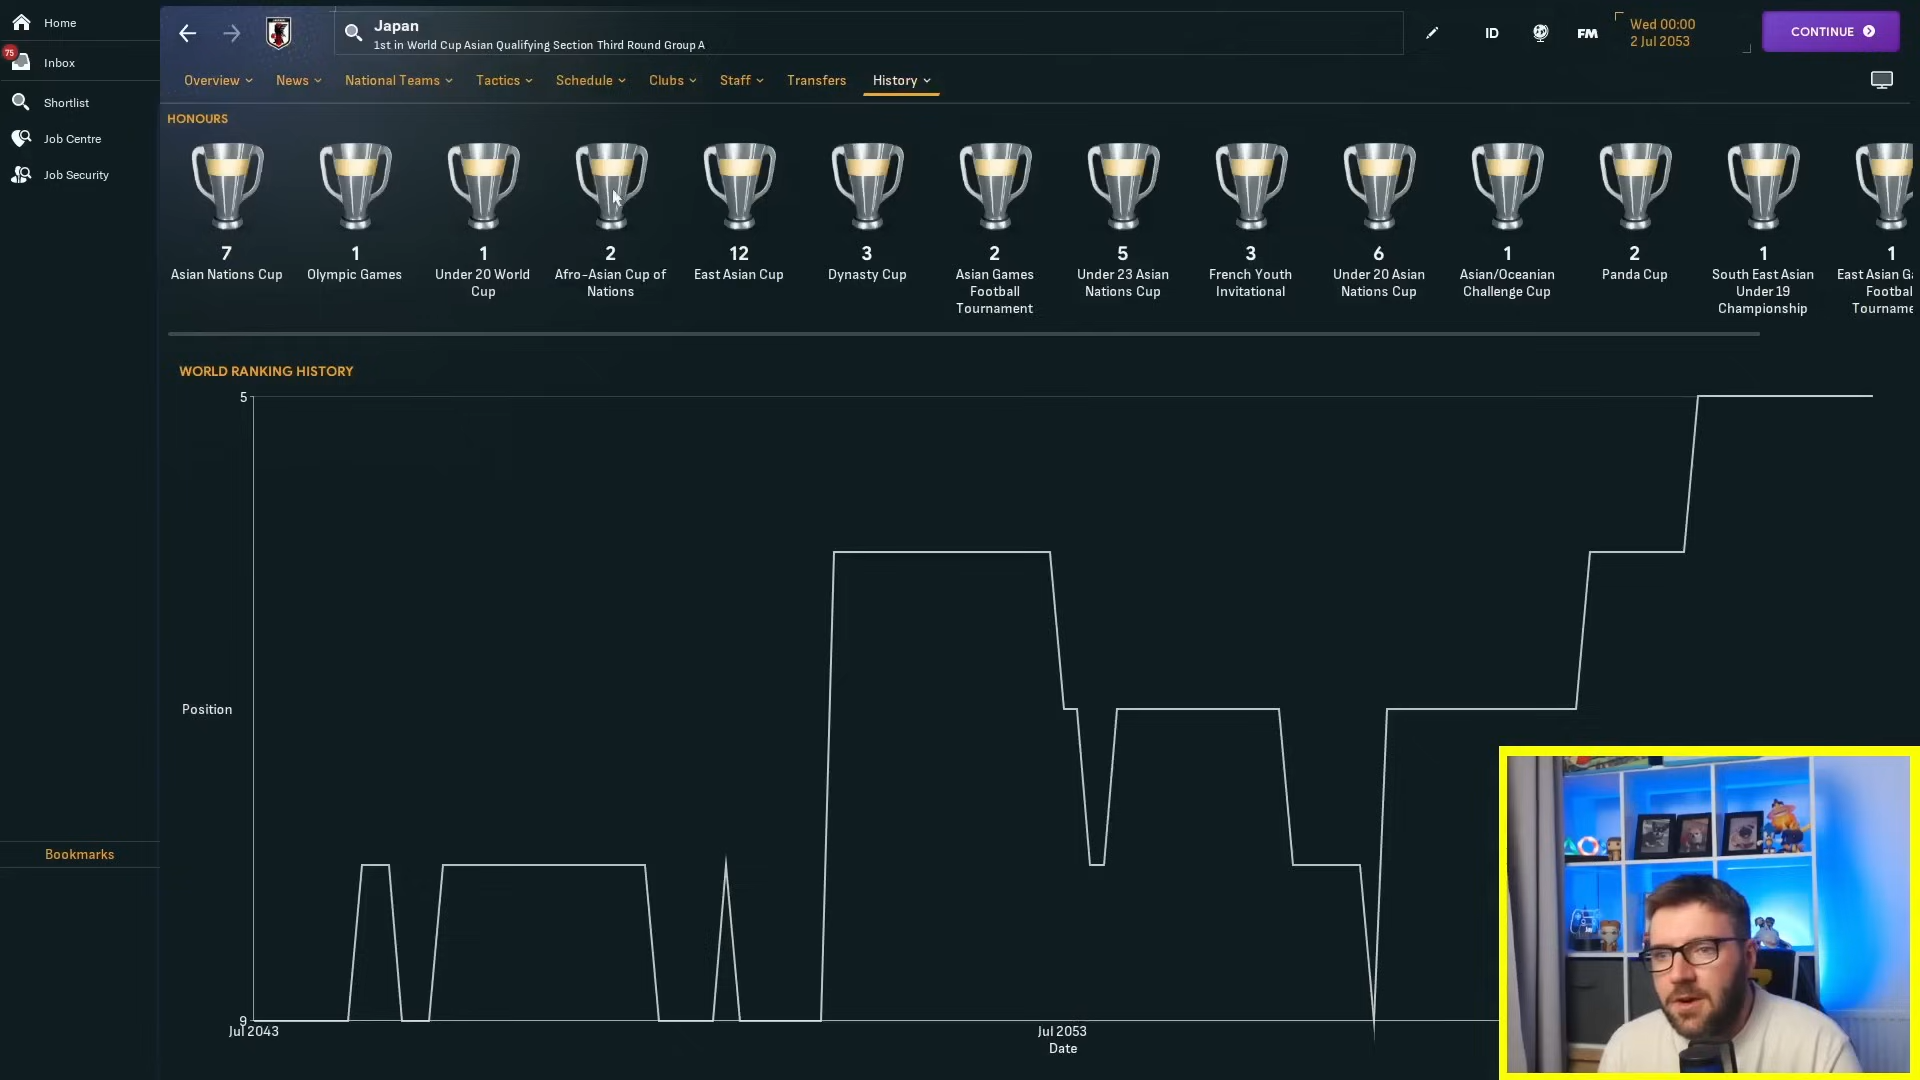 Home
75
Inbox
Shortlist
Job Centre
Job Security
Bookmarks
Japan
1st in World Cup Asian Qualifying Section Third Round Group A
ID
FM
Wed 00:00
2 Jul 2053
CONTINUE
Overview
News
National Teams
Tactics
Schedule
Clubs
Staff
Transfers
History
HONOURS
7
Asian Nations Cup
1
Olympic Games
1
Under 20 World
Cup
2
Afro-Asian Cup of
Nations
12
East Asian Cup
3
Dynasty Cup
2
Asian Games
Football
Tournament
5
Under 23 Asian
Nations Cup
3
French Youth
Invitational
6
Under 20 Asian
Nations Cup
1
Asian/Oceanian
Challenge Cup
2
Panda Cup
1
South East Asian
Under 19
Championship
1
East Asian Ga
Footbal
Tourname
WORLD RANKING HISTORY
5
Position
9
Jul 2043
Jul 2053
Date